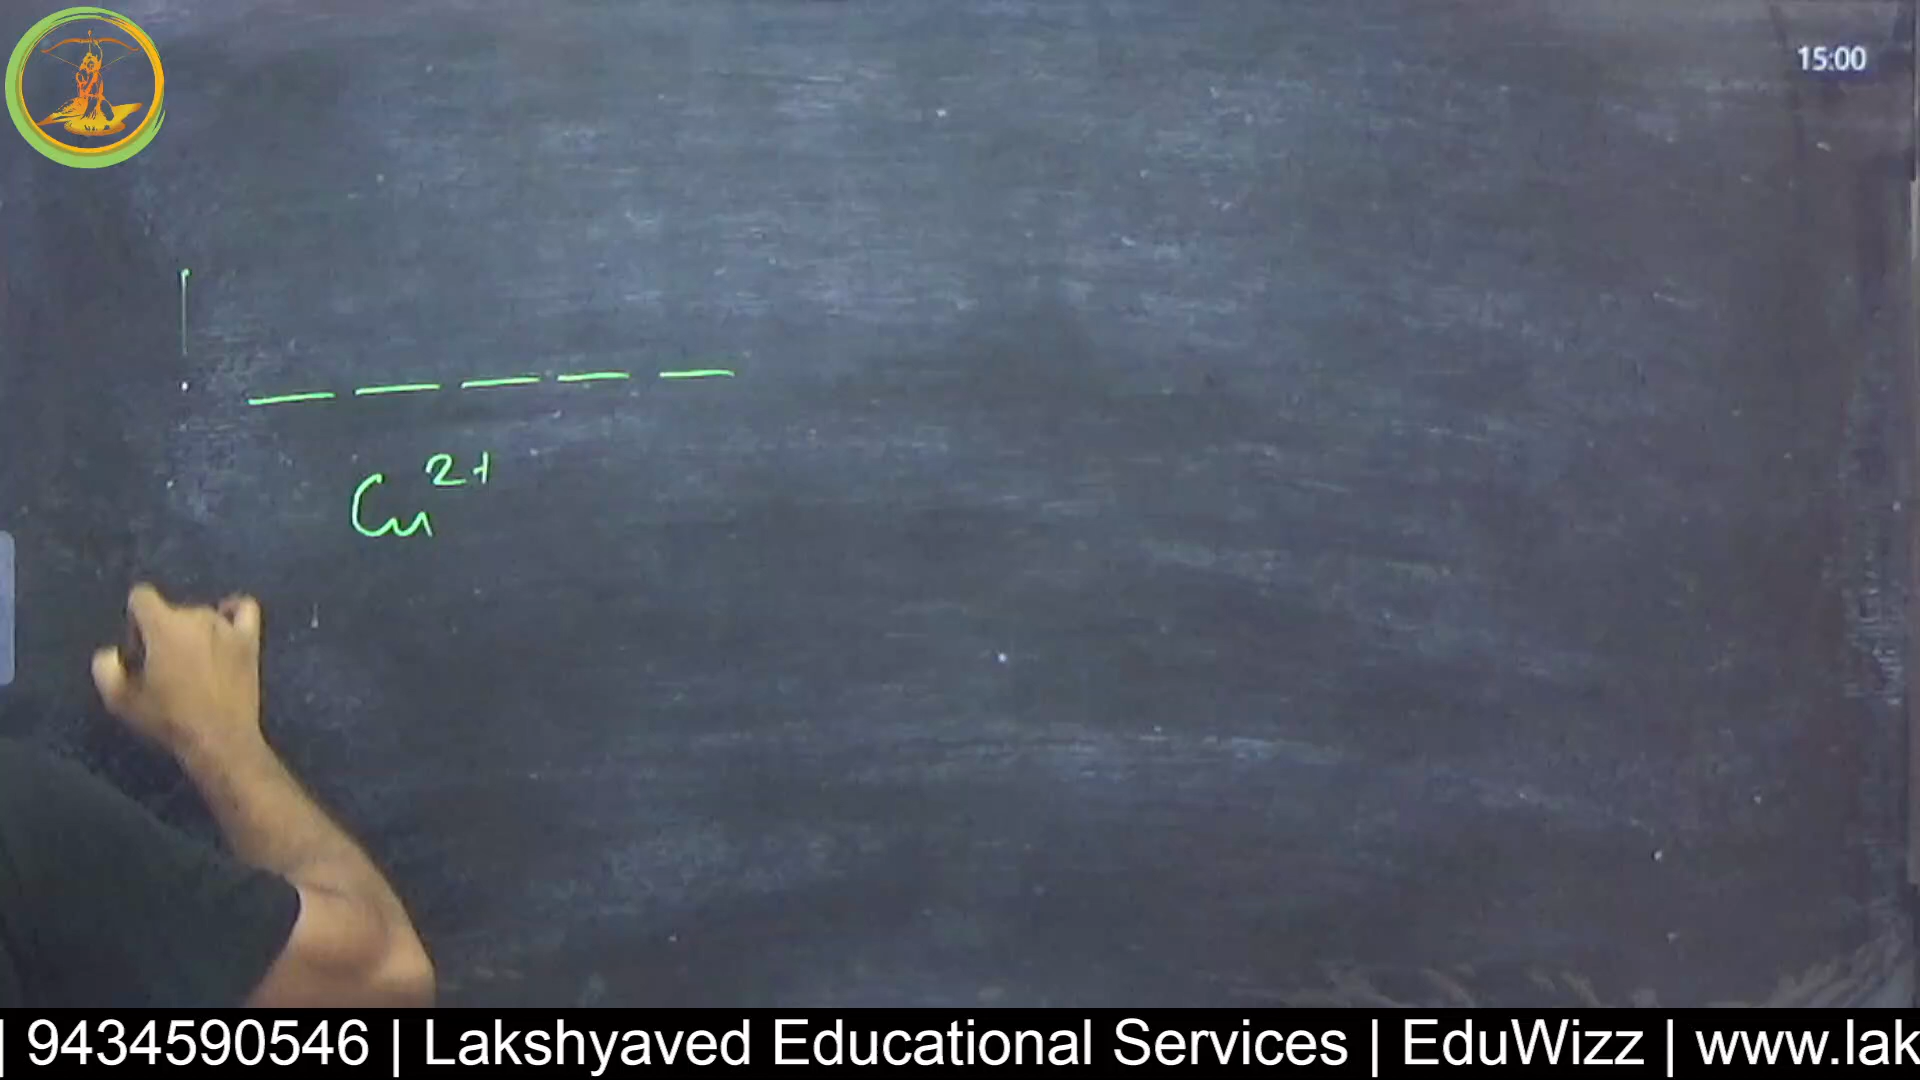 15:00
Cu²⁺
| 9434590546 | Lakshyaved Educational Services | EduWizz | www.lak